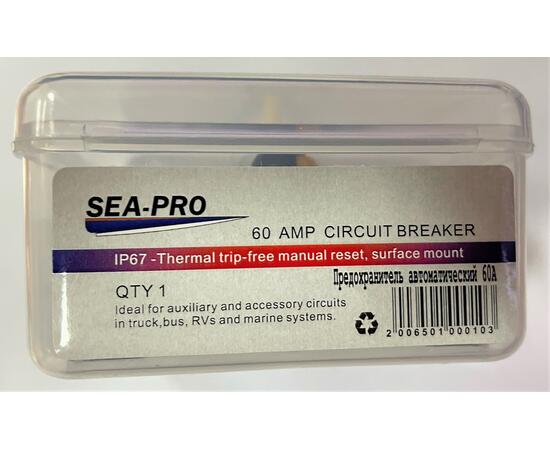 SEA-PRO
60 AMP CIRCUIT BREAKER
IP67 -Thermal trip-free manual reset, surface mount
Предохранитель автоматический 60А
QTY 1
Ideal for auxiliary and accessory circuits
in truck,bus, RVs and marine systems.
2 006501 000103